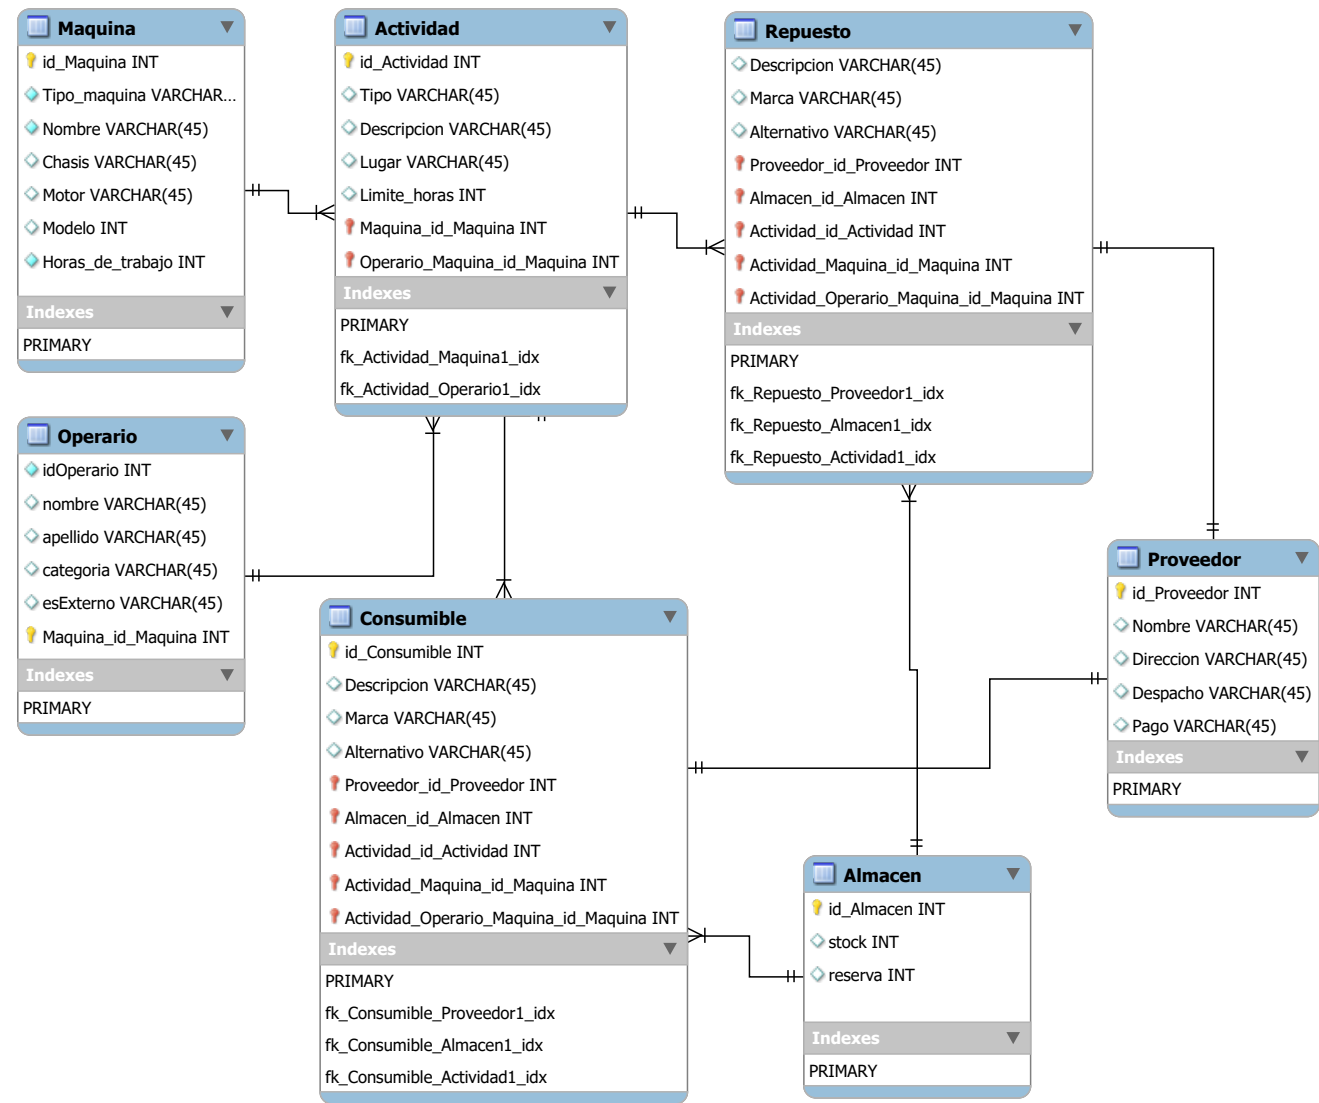 Maquina
id_Maquina INT
Tipo_maquina VARCHAR...
Nombre VARCHAR(45)
Chasis VARCHAR(45)
Motor VARCHAR(45)
Modelo INT
Horas_de_trabajo INT
Indexes
PRIMARY
Actividad
id_Actividad INT
Tipo VARCHAR(45)
Descripcion VARCHAR(45)
Lugar VARCHAR(45)
Limite_horas INT
Maquina_id_Maquina INT
Operario_Maquina_id_Maquina INT
Indexes
PRIMARY
fk_Actividad_Maquina1_idx
fk_Actividad_Operario1_idx
Repuesto
Descripcion VARCHAR(45)
Marca VARCHAR(45)
Alternativo VARCHAR(45)
Proveedor_id_Proveedor INT
Almacen_id_Almacen INT
Actividad_id_Actividad INT
Actividad_Maquina_id_Maquina INT
Actividad_Operario_Maquina_id_Maquina INT
Indexes
PRIMARY
fk_Repuesto_Proveedor1_idx
fk_Repuesto_Almacen1_idx
fk_Repuesto_Actividad1_idx
Operario
idOperario INT
nombre VARCHAR(45)
apellido VARCHAR(45)
categoria VARCHAR(45)
esExterno VARCHAR(45)
Maquina_id_Maquina INT
Indexes
PRIMARY
Consumible
id_Consumible INT
Descripcion VARCHAR(45)
Marca VARCHAR(45)
Alternativo VARCHAR(45)
Proveedor_id_Proveedor INT
Almacen_id_Almacen INT
Actividad_id_Actividad INT
Actividad_Maquina_id_Maquina INT
Actividad_Operario_Maquina_id_Maquina INT
Indexes
PRIMARY
fk_Consumible_Proveedor1_idx
fk_Consumible_Almacen1_idx
fk_Consumible_Actividad1_idx
Proveedor
id_Proveedor INT
Nombre VARCHAR(45)
Direccion VARCHAR(45)
Despacho VARCHAR(45)
Pago VARCHAR(45)
Indexes
PRIMARY
Almacen
id_Almacen INT
stock INT
reserva INT
Indexes
PRIMARY